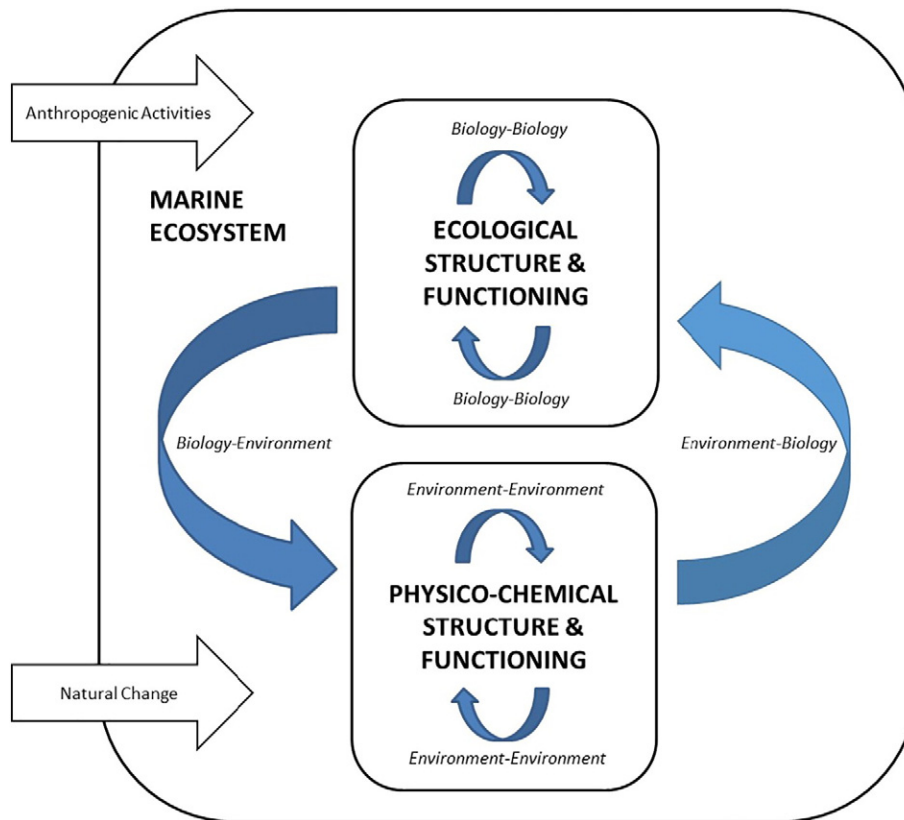 Anthropogenic Activities
MARINE
ECOSYSTEM
Biology-Biology
ECOLOGICAL
STRUCTURE &
FUNCTIONING
Biology-Biology
Biology-Environment
Environment-Biology
Environment-Environment
PHYSICO-CHEMICAL
STRUCTURE &
FUNCTIONING
Environment-Environment
Natural Change